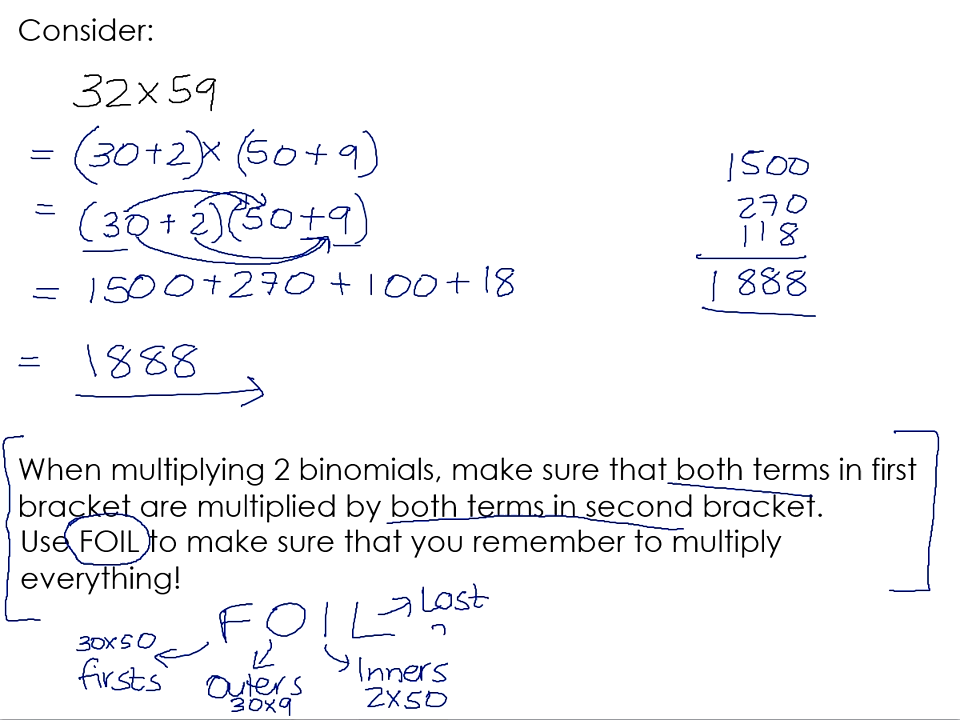 Consider:
32×59
= (30+2)×(50+9)
= (30+2)(50+9)
= 1500+270+100+18
= 1888
1500
270
118
1888
When multiplying 2 binomials, make sure that both terms in first
bracket are multiplied by both terms in second bracket.
Use FOIL to make sure that you remember to multiply
everything!
FOIL
Last
?
30×50
firsts
Outers
30×9
Inners
2×50